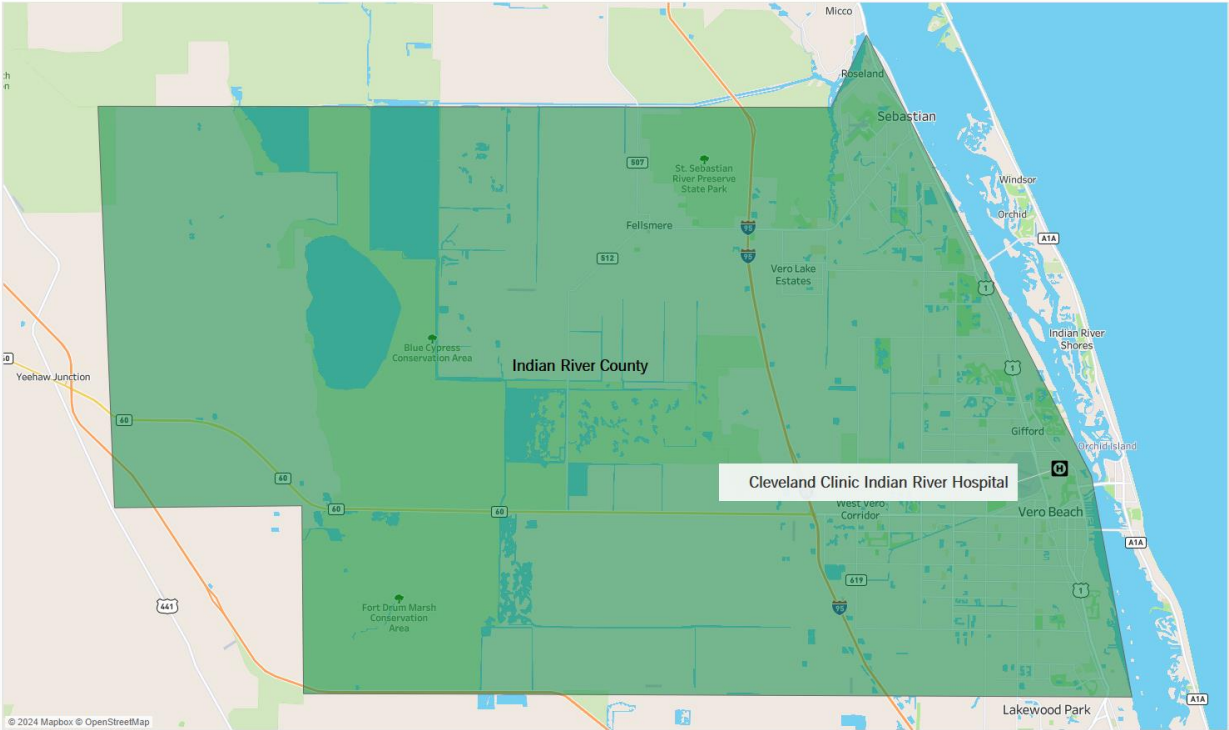 Micco
Roseland
Sebastian
507
St. Sebastian
River Preserve
State Park
Windsor
Orchid
Fellsmere
95
A1A
95
512
Vero Lake
Estates
1
Indian River
Shores
Blue Cypress
Conservation Area
Indian River County
1
Yeehaw Junction
60
Gifford
Orchid Island
H
60
Cleveland Clinic Indian River Hospital
60
60
West Vero
Corridor
Vero Beach
A1A
619
1
441
Fort Drum Marsh
Conservation
Area
95
A1A
Lakewood Park
© 2024 Mapbox © OpenStreetMap